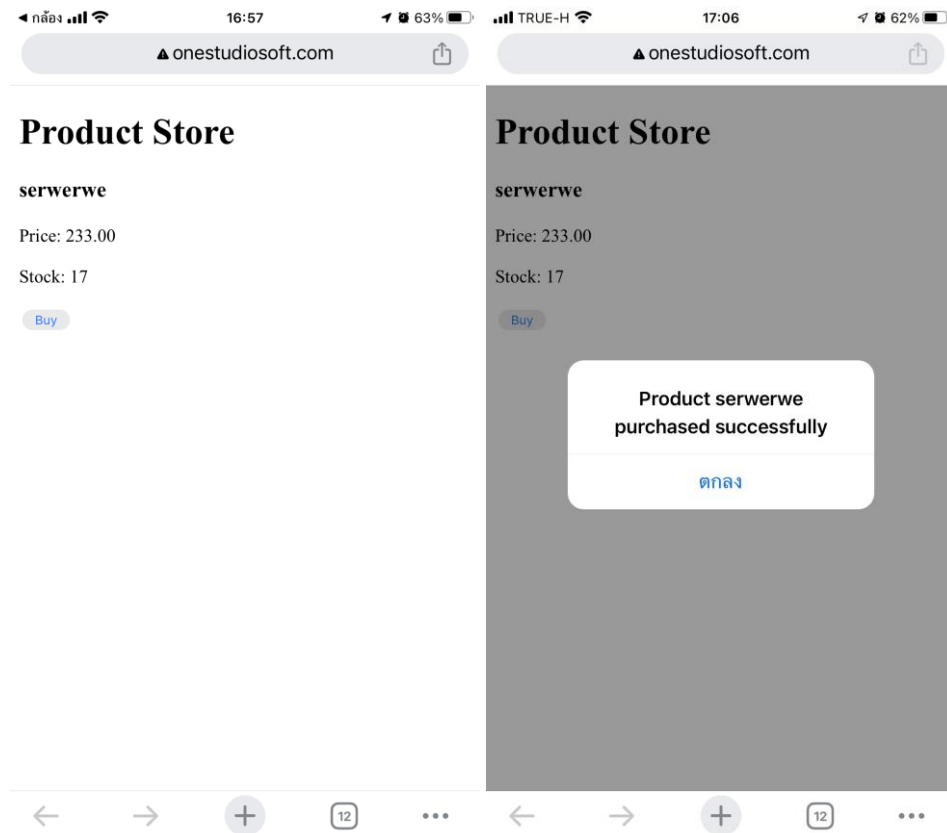 ◀ กล้อง 16:57 63%
onestudiosoft.com
Product Store
serwerwe
Price: 233.00
Stock: 17
Buy
12
TRUE-H 17:06 62%
onestudiosoft.com
Product Store
serwerwe
Price: 233.00
Stock: 17
Buy
Product serwerwe
purchased successfully
ตกลง
12